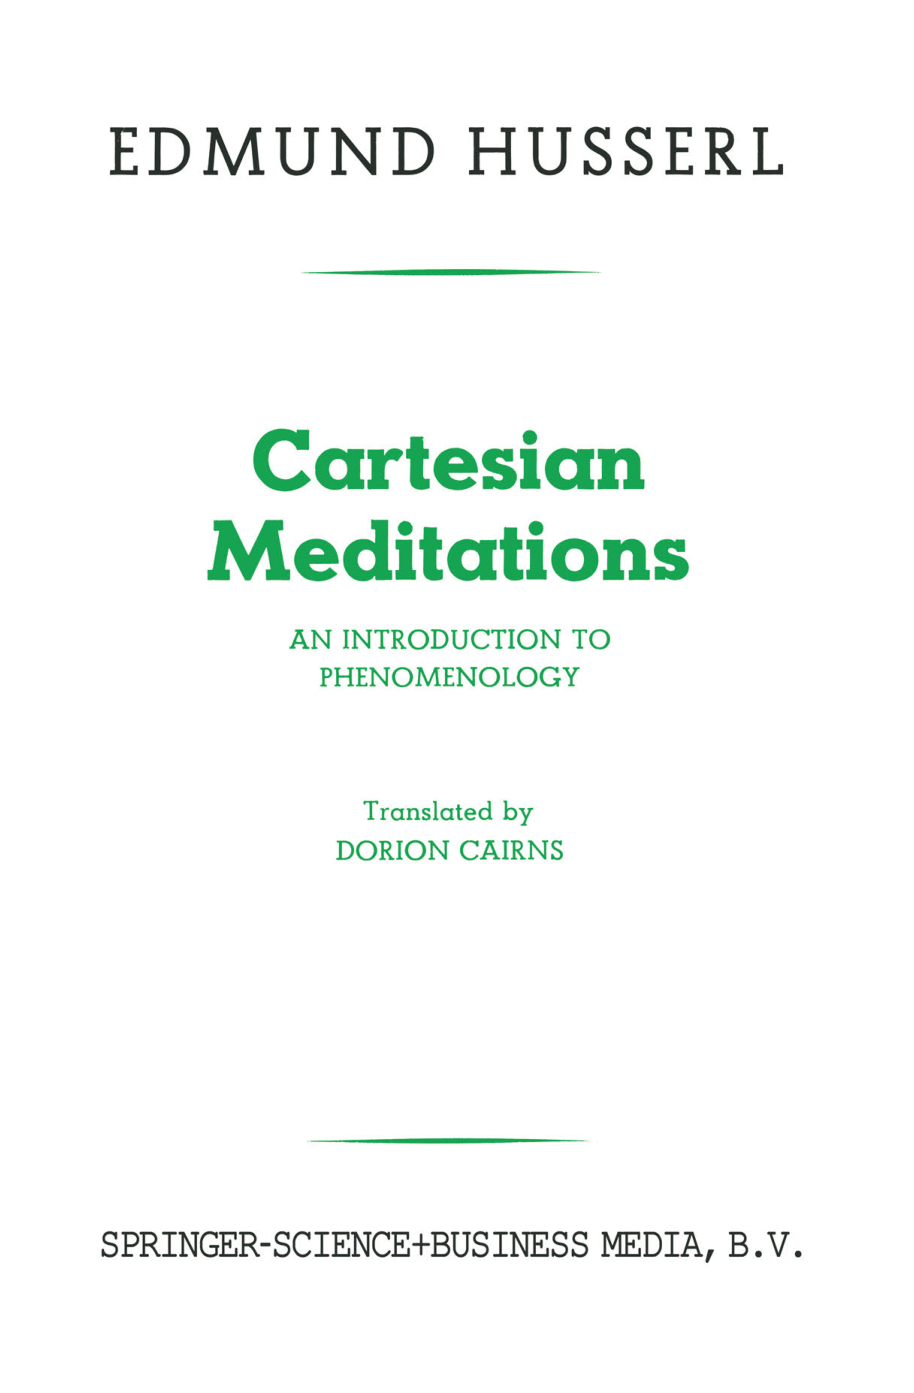 EDMUND HUSSERL
Cartesian
Meditations
AN INTRODUCTION TO
PHENOMENOLOGY
Translated by
DORION CAIRNS
SPRINGER-SCIENCE+BUSINESS MEDIA, B.V.